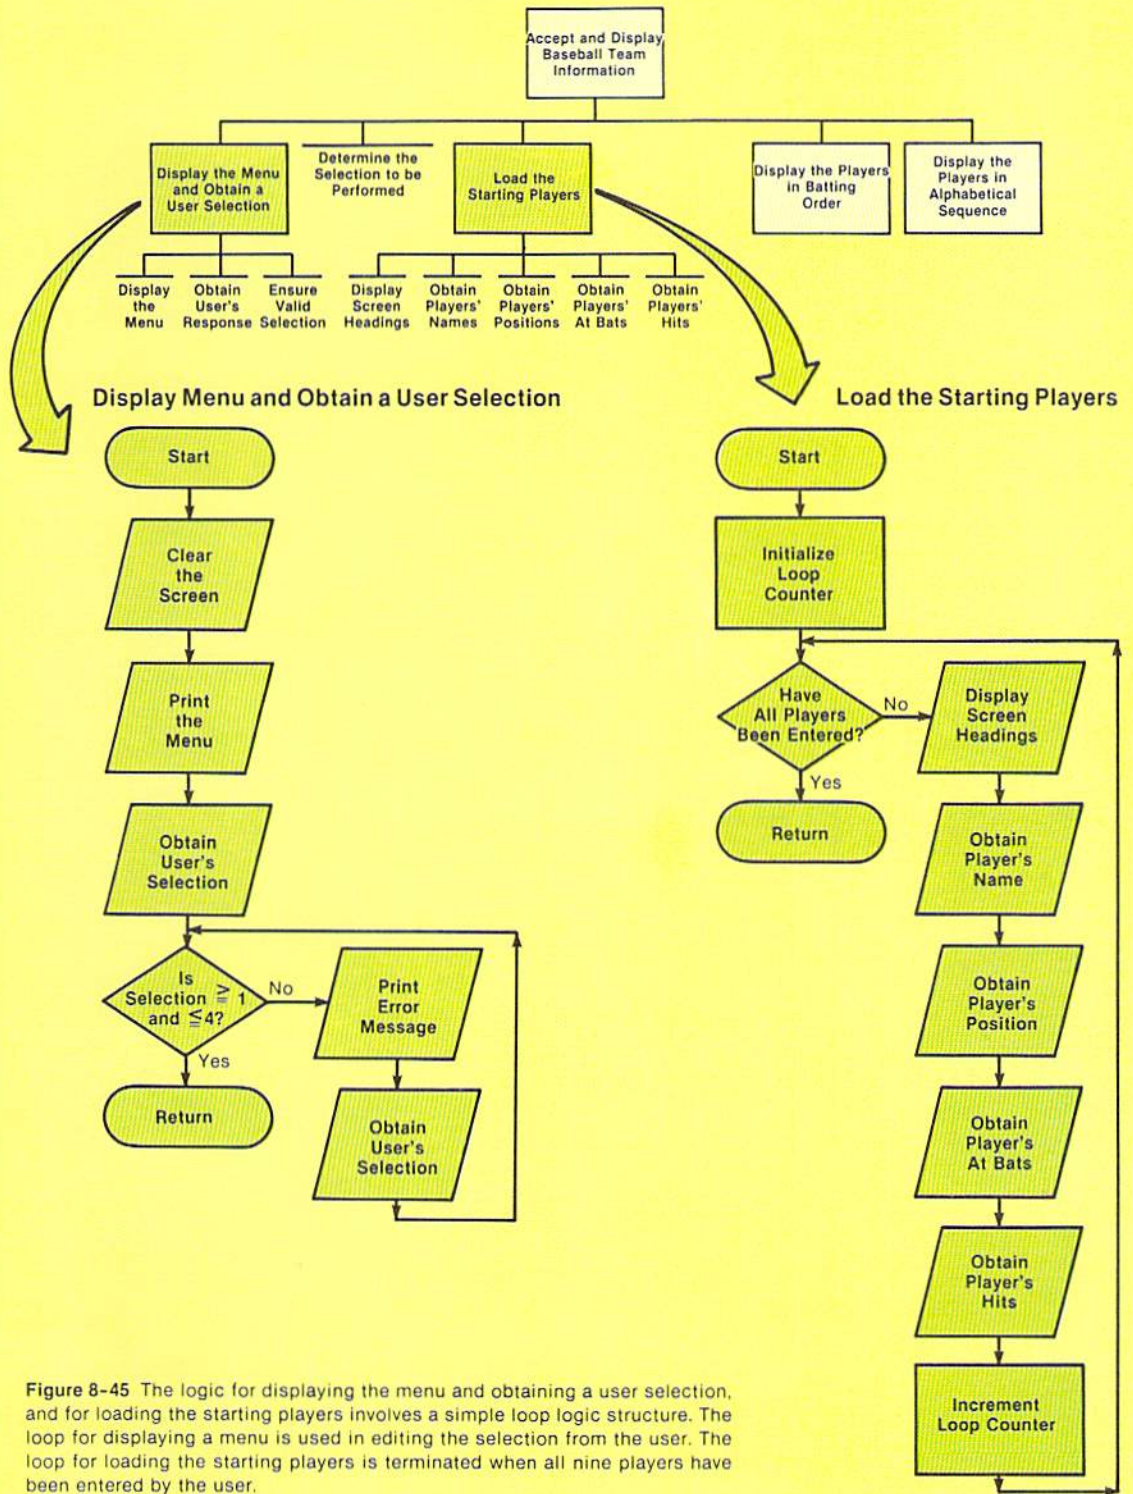 Accept and Display
Baseball Team
Information
Display the Menu
and Obtain a
User Selection
Determine the
Selection to be
Performed
Load the
Starting Players
Display the Players
in Batting
Order
Display the
Players in
Alphabetical
Sequence
Display
the
Menu
Obtain
User's
Response
Ensure
Valid
Selection
Display
Screen
Headings
Obtain
Players'
Names
Obtain
Players'
Positions
Obtain
Players'
At Bats
Obtain
Players'
Hits
Display Menu and Obtain a User Selection
Start
Clear
the
Screen
Print
the
Menu
Obtain
User's
Selection
Is
Selection ≧ 1
and ≦4?
No
Yes
Print
Error
Message
Return
Obtain
User's
Selection
Load the Starting Players
Start
Initialize
Loop
Counter
Have
All Players
Been Entered?
No
Yes
Return
Display
Screen
Headings
Obtain
Player's
Name
Obtain
Player's
Position
Obtain
Player's
At Bats
Obtain
Player's
Hits
Increment
Loop Counter
Figure 8-45 The logic for displaying the menu and obtaining a user selection,
and for loading the starting players involves a simple loop logic structure. The
loop for displaying a menu is used in editing the selection from the user. The
loop for loading the starting players is terminated when all nine players have
been entered by the user.